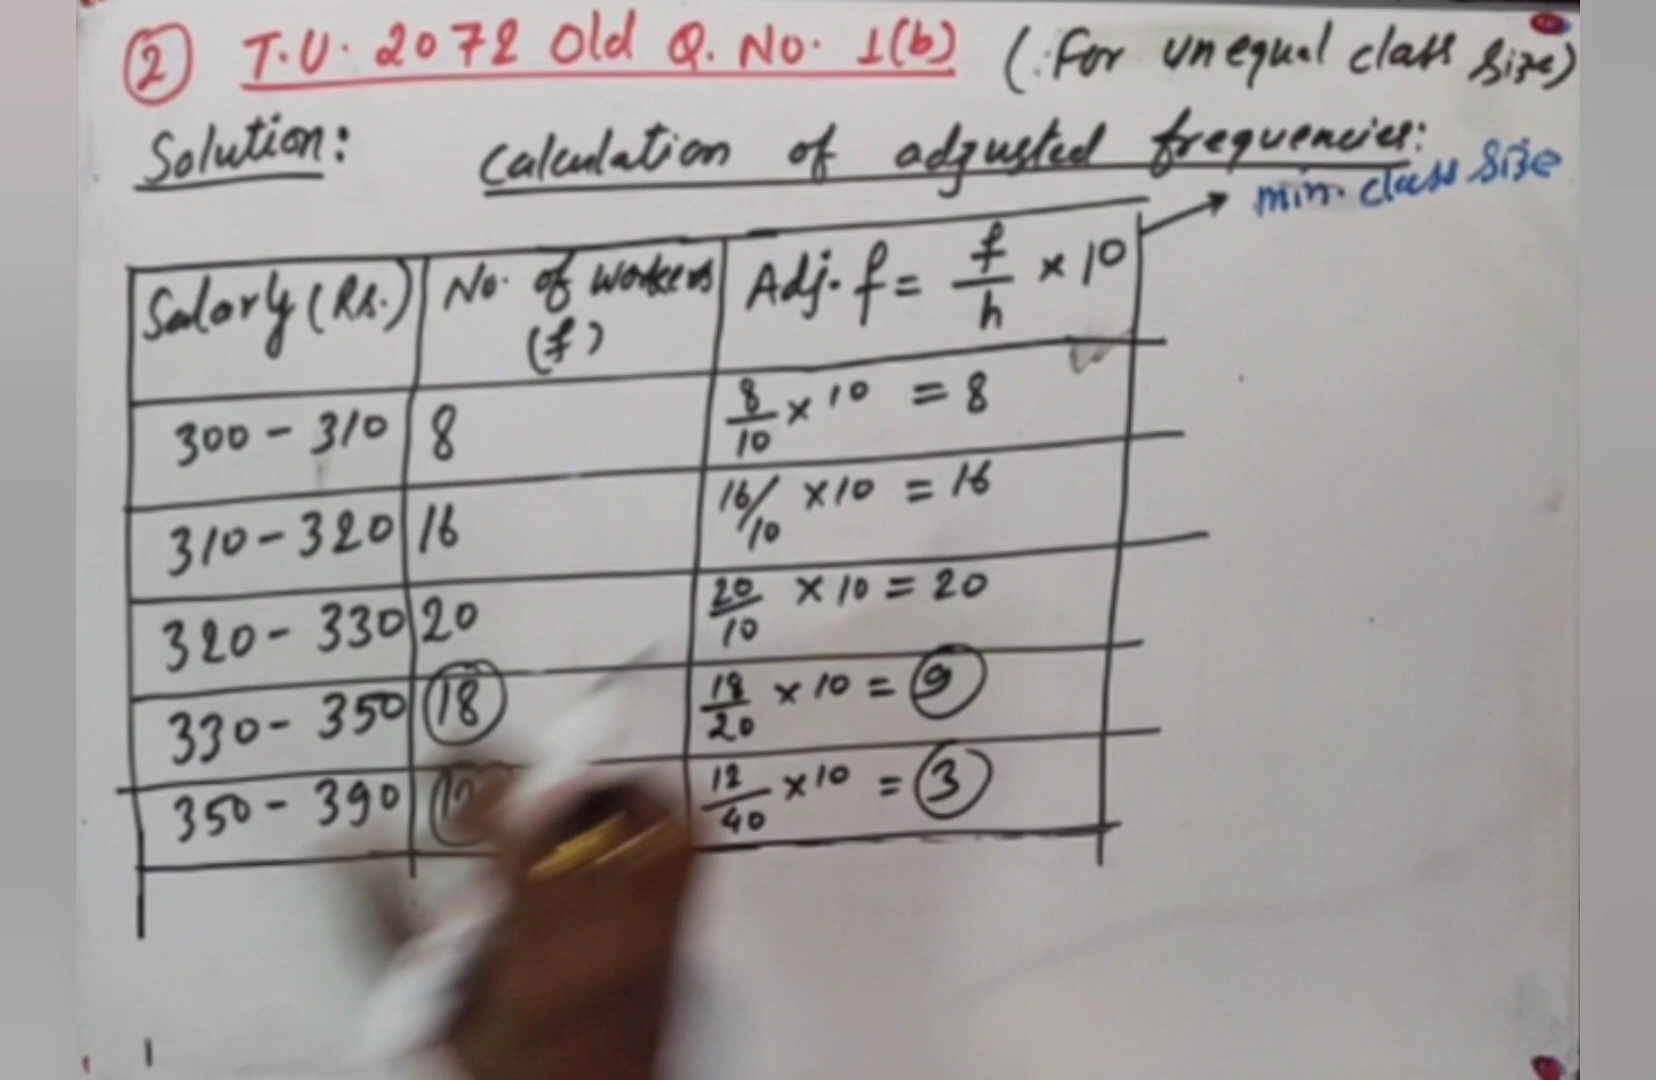 ② T.U. 2072 Old Q. No. 1(b) (For unequal class size)
Solution: Calculation of adjusted frequencies:
min. class size
Salary (Rs.) No. of workers (f) Adj. f = f/h × 10
300 - 310 8 8/10 × 10 = 8
310 - 320 16 16/10 × 10 = 16
320 - 330 20 20/10 × 10 = 20
330 - 350 18 18/20 × 10 = 9
350 - 390 12/40 × 10 = 3